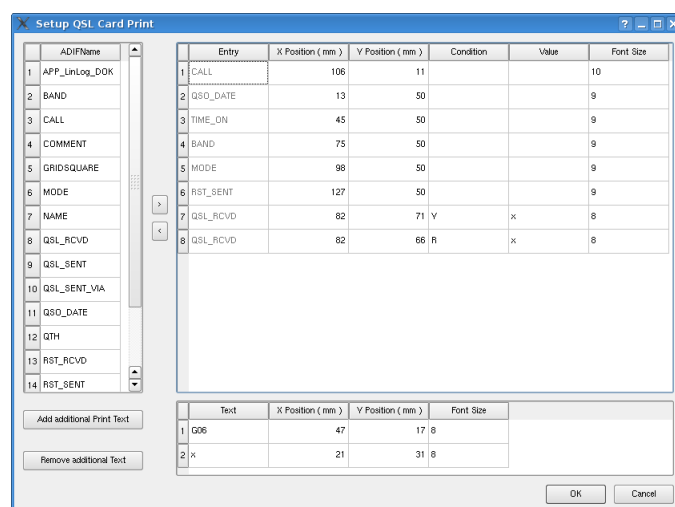 Setup QSL Card Print
ADIFName
1 APP_LinLog_DOK
2 BAND
3 CALL
4 COMMENT
5 GRIDSQUARE
6 MODE
7 NAME
8 QSL_RCVD
9 QSL_SENT
10 QSL_SENT_VIA
11 QSO_DATE
12 QTH
13 RST_RCVD
14 RST_SENT
>
<
Entry X Position ( mm ) Y Position ( mm ) Condition Value Font Size
1 CALL 106 11 10
2 QSO_DATE 13 50 9
3 TIME_ON 45 50 9
4 BAND 75 50 9
5 MODE 98 50 9
6 RST_SENT 127 50 9
7 QSL_RCVD 82 71 Y x 8
8 QSL_RCVD 82 66 R x 8
Add additional Print Text
Remove additional Text
Text X Position ( mm ) Y Position ( mm ) Font Size
1 G06 47 17 8
2 x 21 31 8
OK Cancel